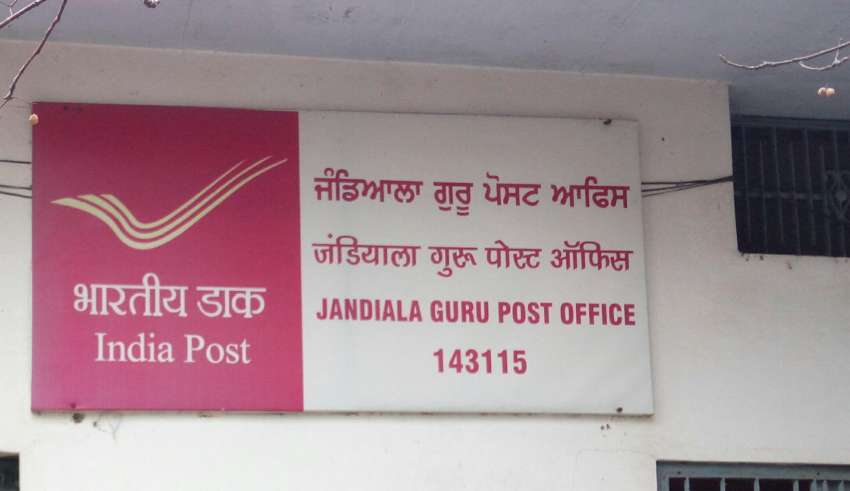 भारतीय डाक
India Post
ਜੰਡਿਆਲਾ ਗੁਰੂ ਪੋਸਟ ਆਫਿਸ
जंडियाला गुरू पोस्ट ऑफिस
JANDIALA GURU POST OFFICE
143115